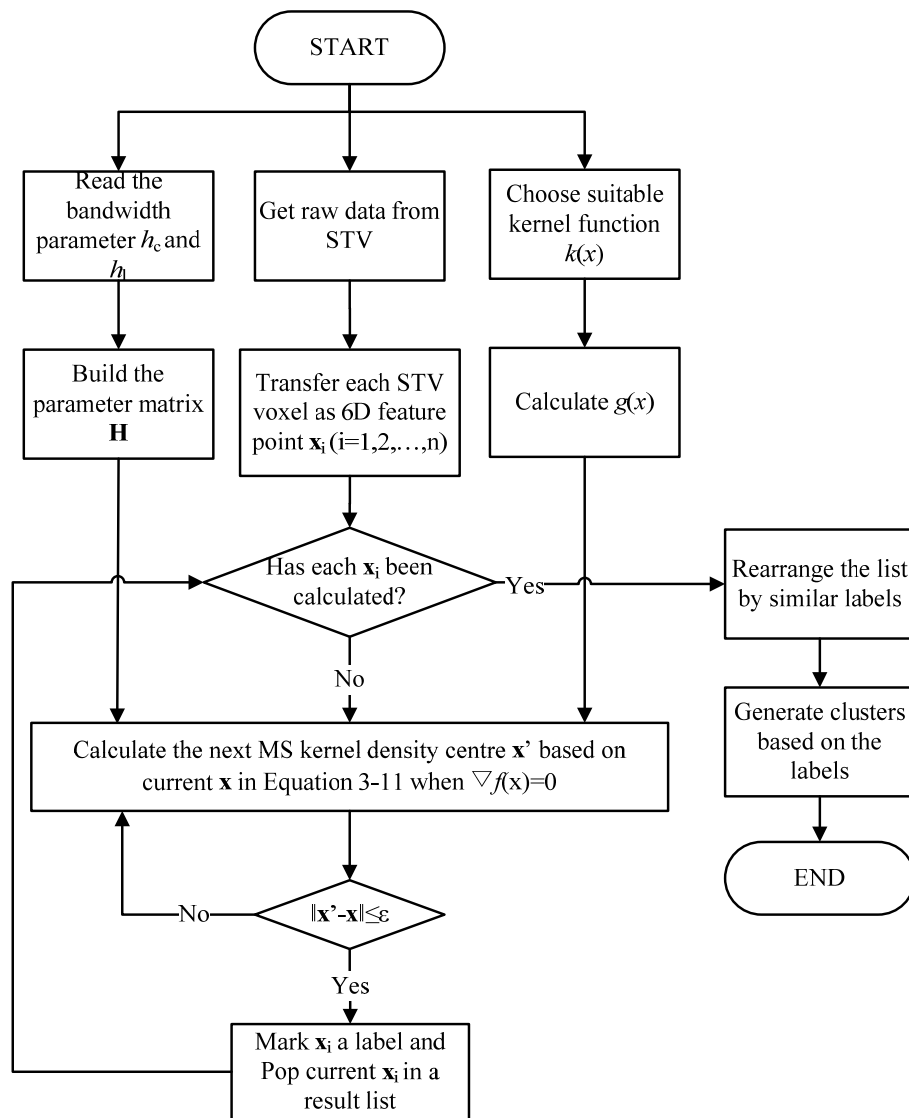 START
Read the
bandwidth
parameter hc and
hl
Get raw data from
STV
Choose suitable
kernel function
k(x)
Build the
parameter matrix
H
Transfer each STV
voxel as 6D feature
point xi (i=1,2,…,n)
Calculate g(x)
Has each xi been
calculated?
Yes
Rearrange the list
by similar labels
No
Generate clusters
based on the
labels
Calculate the next MS kernel density centre x’ based on
current x in Equation 3-11 when ▽f(x)=0
END
No
‖x’-x‖≤ε
Yes
Mark xi a label and
Pop current xi in a
result list